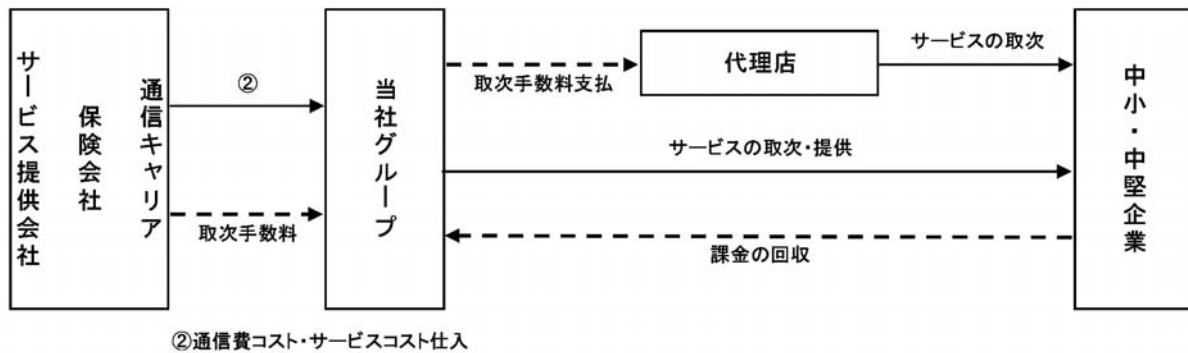 通信キャリア
保険会社
サービス提供会社
②
取次手数料
当社グループ
取次手数料支払
代理店
サービスの取次
サービスの取次・提供
課金の回収
中小・中堅企業
②通信費コスト・サービスコスト仕入